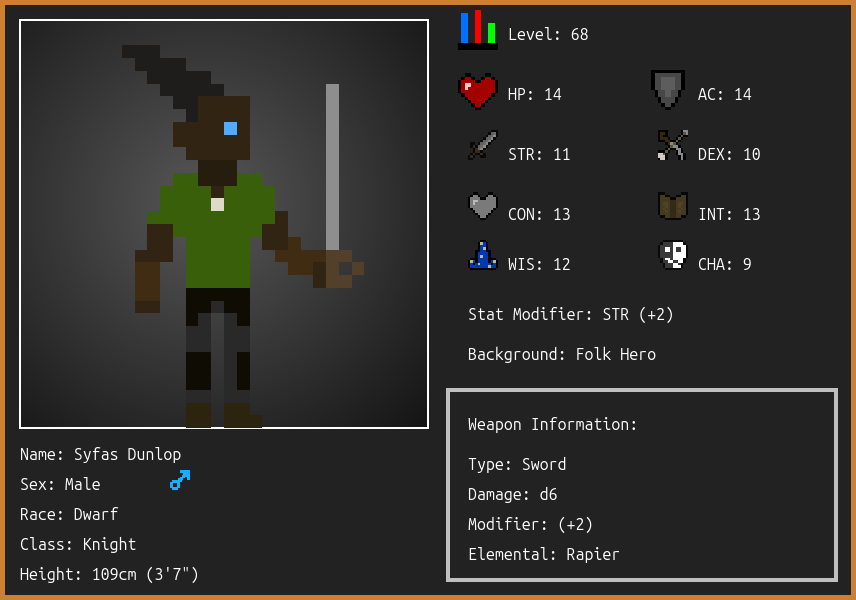 Level: 68
HP: 14
AC: 14
STR: 11
DEX: 10
CON: 13
INT: 13
WIS: 12
CHA: 9
Stat Modifier: STR (+2)
Background: Folk Hero
Weapon Information:
Type: Sword
Damage: d6
Modifier: (+2)
Elemental: Rapier
Name: Syfas Dunlop
Sex: Male
Race: Dwarf
Class: Knight
Height: 109cm (3'7")